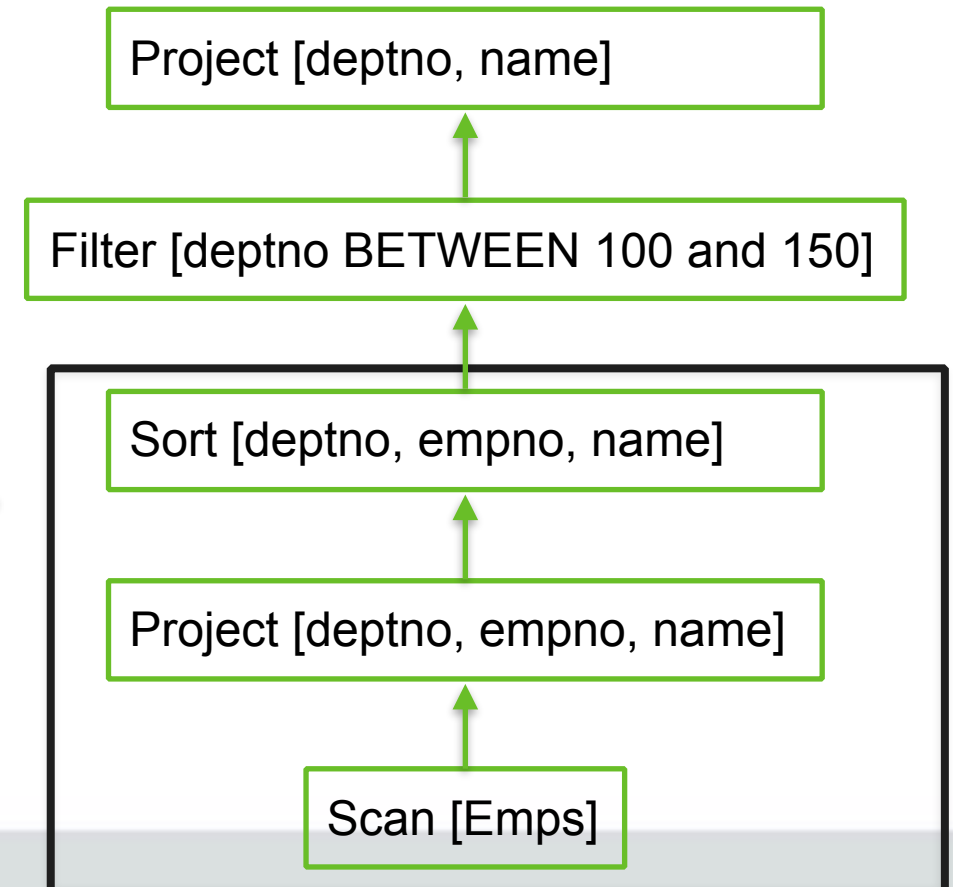 Project [deptno, name]
Filter [deptno BETWEEN 100 and 150]
Sort [deptno, empno, name]
Project [deptno, empno, name]
Scan [Emps]